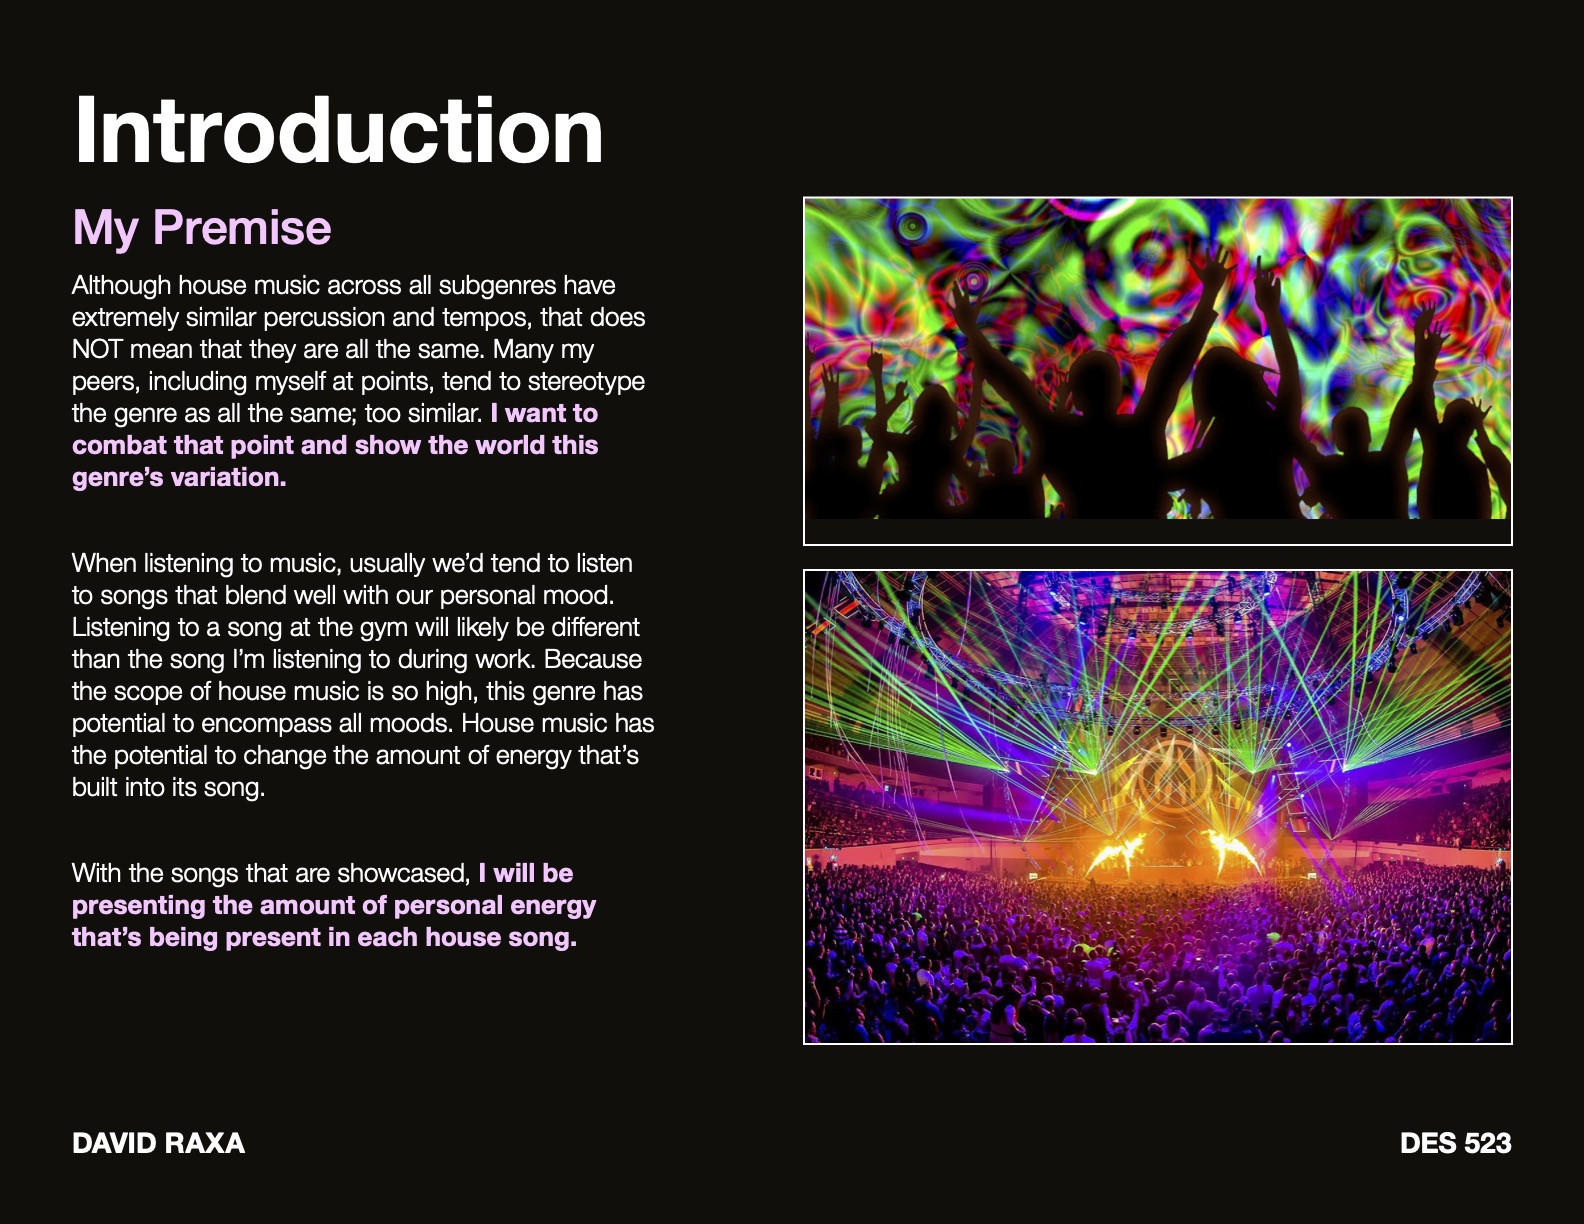 Introduction
My Premise
Although house music across all subgenres have
extremely similar percussion and tempos, that does
NOT mean that they are all the same. Many my
peers, including myself at points, tend to stereotype
the genre as all the same; too similar. I want to
combat that point and show the world this
genre’s variation.
When listening to music, usually we’d tend to listen
to songs that blend well with our personal mood.
Listening to a song at the gym will likely be different
than the song I’m listening to during work. Because
the scope of house music is so high, this genre has
potential to encompass all moods. House music has
the potential to change the amount of energy that’s
built into its song.
With the songs that are showcased, I will be
presenting the amount of personal energy
that’s being present in each house song.
DAVID RAXA
DES 523